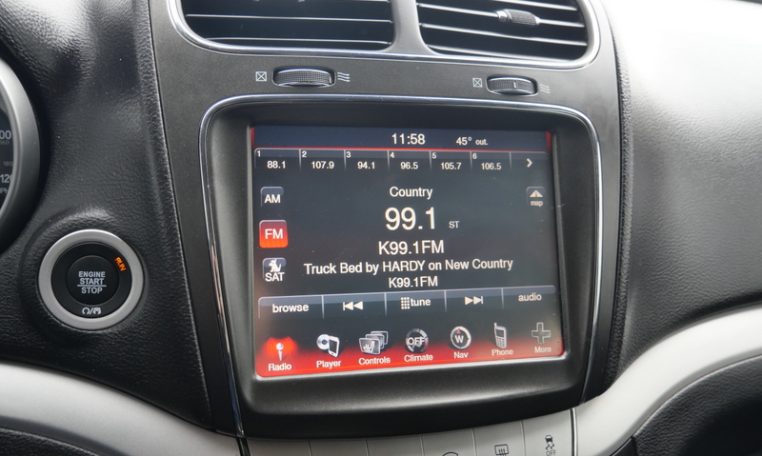 11:58 45° out.
1 2 3 4 5 6
88.1 107.9 94.1 96.5 105.7 106.5 >
AM
Country
map
99.1 ST
FM
K99.1FM
SAT
Truck Bed by HARDY on New Country
K99.1FM
browse tune audio
OFF W
Radio Player Controls Climate Nav Phone More
ENGINE
START
STOP
RUN
120
OFF